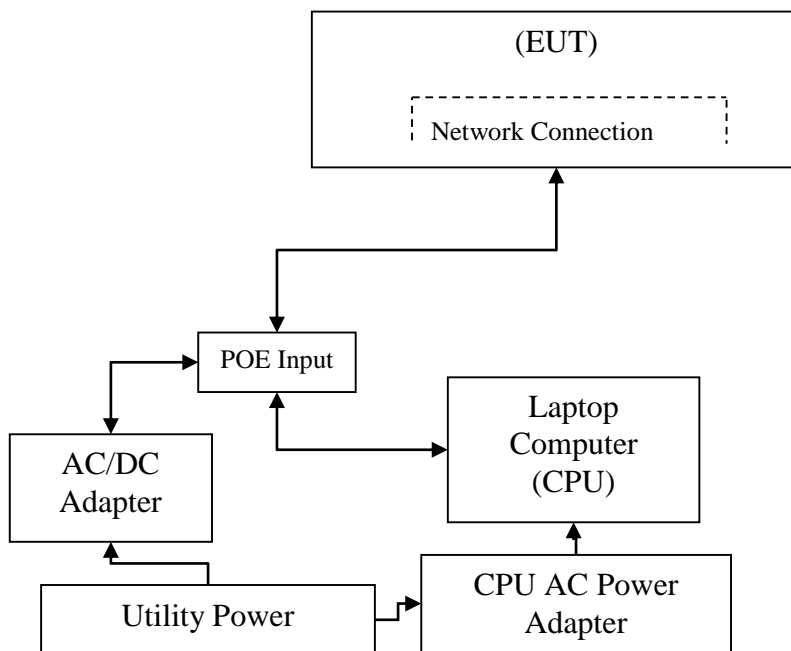 (EUT)
Network Connection
POE Input
Laptop
Computer
(CPU)
AC/DC
Adapter
Utility Power
CPU AC Power
Adapter